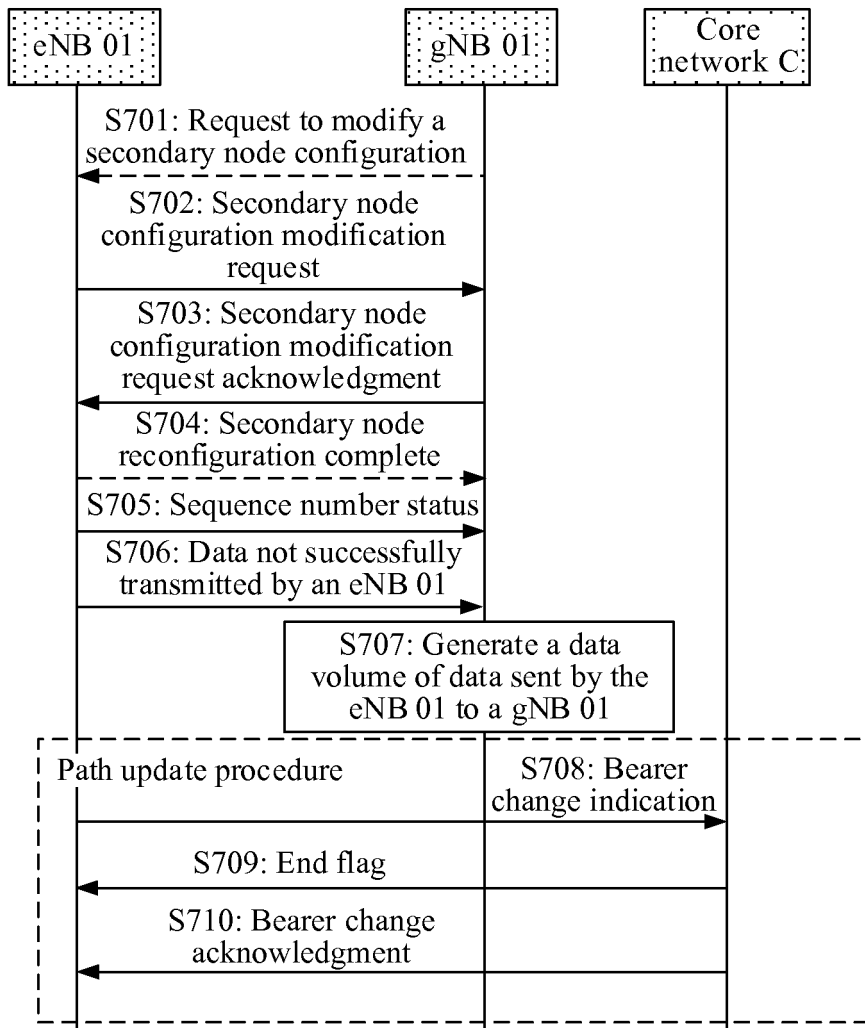 eNB 01
gNB 01
Core
network C
S701: Request to modify a
secondary node configuration
S702: Secondary node
configuration modification
request
S703: Secondary node
configuration modification
request acknowledgment
S704: Secondary node
reconfiguration complete
S705: Sequence number status
S706: Data not successfully
transmitted by an eNB 01
S707: Generate a data
volume of data sent by the
eNB 01 to a gNB 01
Path update procedure
S708: Bearer
change indication
S709: End flag
S710: Bearer change
acknowledgment